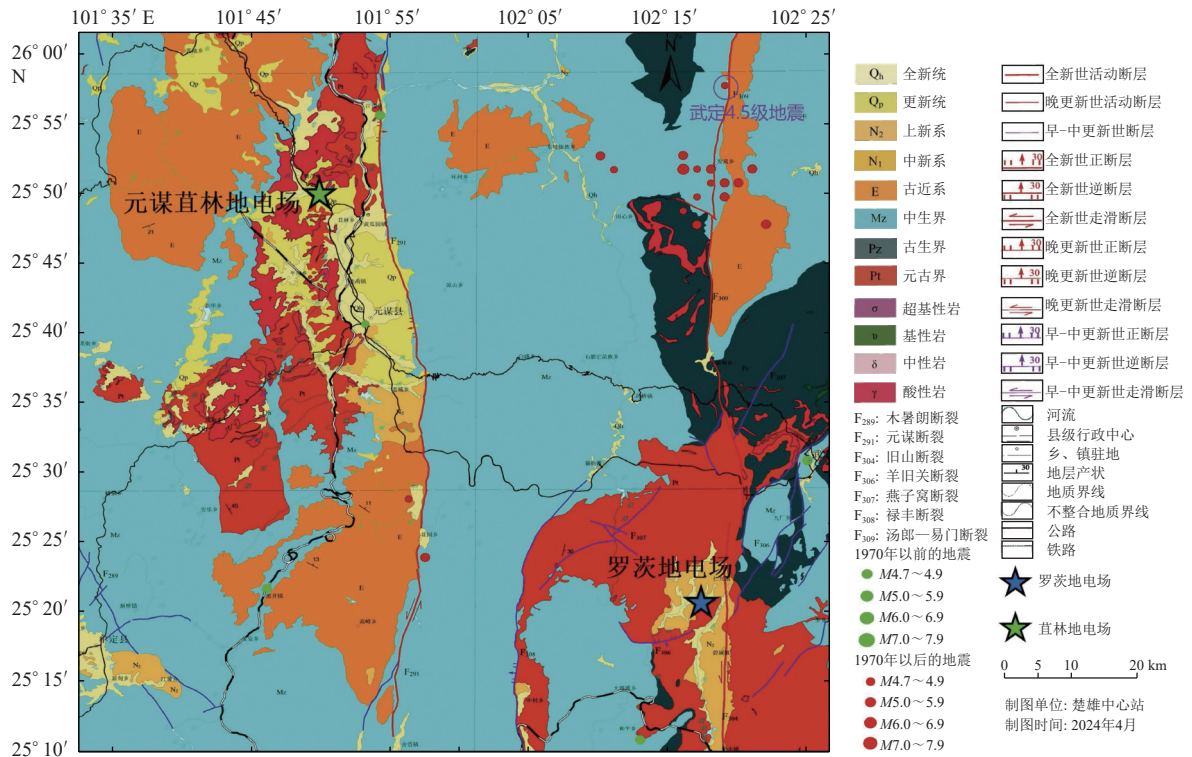 101° 35′ E 101° 45′ 101° 55′ 102° 05′ 102° 15′ 102° 25′
26° 00′
N
25° 55′
25° 50′
25° 45′
25° 40′
25° 35′
25° 30′
25° 25′
25° 20′
25° 15′
25° 10′
N
武定4.5级地震
元谋苴林地电场
罗茨地电场
元谋县
F₂₉₁
F₃₀₉
F₃₀₉
F₃₀₇
F₂₈₉
F₃₀₈
F₃₀₆
F₃₀₆
F₂₉₁
F₃₀₄
Qh 全新统
Qp 更新统
N₂ 上新系
N₁ 中新系
E 古近系
Mz 中生界
Pz 古生界
Pt 元古界
σ 超基性岩
υ 基性岩
δ 中性岩
γ 酸性岩
F₂₈₉: 木暑朗断裂
F₂₉₁: 元谋断裂
F₃₀₄: 旧山断裂
F₃₀₆: 羊旧关断裂
F₃₀₇: 燕子窝断裂
F₃₀₈: 禄丰断裂
F₃₀₉: 汤郎—易门断裂
1970年以前的地震
M4.7～4.9
M5.0～5.9
M6.0～6.9
M7.0～7.9
1970年以后的地震
M4.7～4.9
M5.0～5.9
M6.0～6.9
M7.0～7.9
全新世活动断层
晚更新世活动断层
早-中更新世断层
30 全新世正断层
30 全新世逆断层
全新世走滑断层
30 晚更新世正断层
30 晚更新世逆断层
晚更新世走滑断层
30 早-中更新世正断层
30 早-中更新世逆断层
早-中更新世走滑断层
河流
县级行政中心
乡、镇驻地
30 地层产状
地质界线
不整合地质界线
公路
铁路
罗茨地电场
苴林地电场
0 5 10 20 km
制图单位: 楚雄中心站
制图时间: 2024年4月